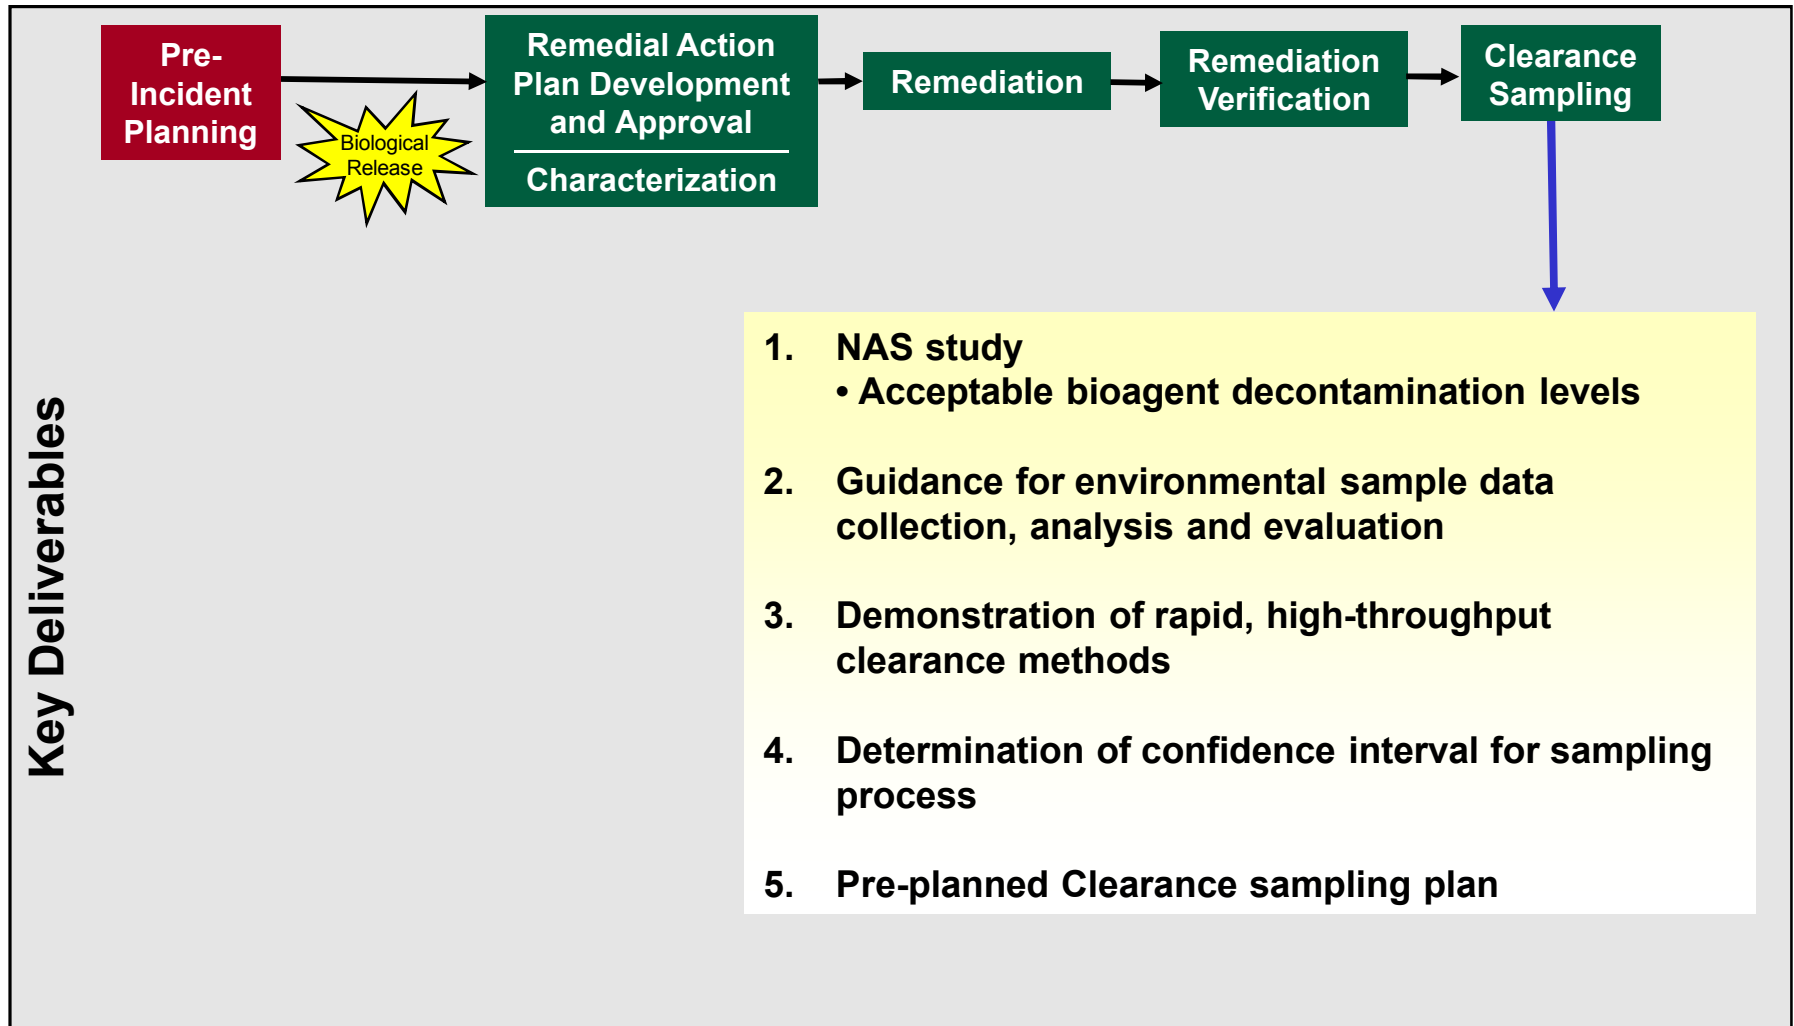 Pre-
Incident
Planning
Biological
Release
Remedial Action
Plan Development
and Approval
Characterization
Remediation
Remediation
Verification
Clearance
Sampling
Key Deliverables
1. NAS study
• Acceptable bioagent decontamination levels
2. Guidance for environmental sample data
collection, analysis and evaluation
3. Demonstration of rapid, high-throughput
clearance methods
4. Determination of confidence interval for sampling
process
5. Pre-planned Clearance sampling plan